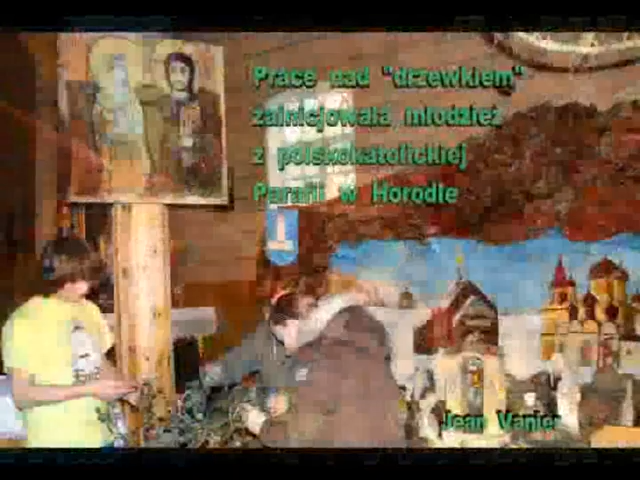 Prace nad "drzewkiem"
zainicjowała młodzież
z polskokatolickiej
Parafii w Horodle
Jean Vanier